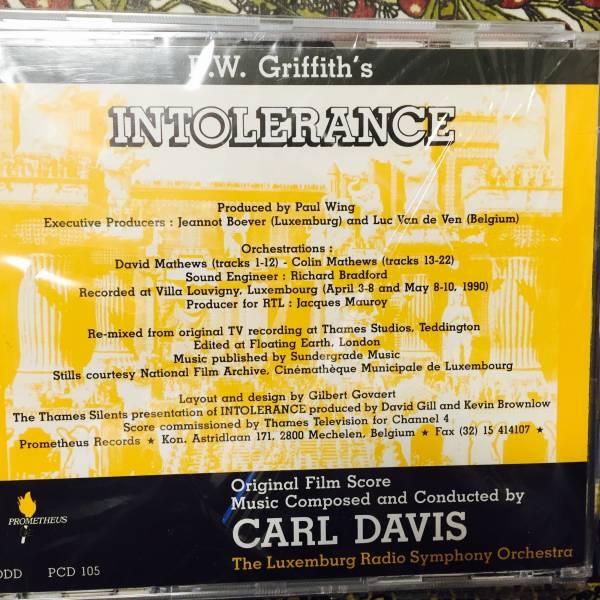 D.W. Griffith's
INTOLERANCE
Produced by Paul Wing
Executive Producers : Jeannot Boever (Luxemburg) and Luc Van de Ven (Belgium)
Orchestrations :
David Mathews (tracks 1-12) - Colin Mathews (tracks 13-22)
Sound Engineer : Richard Bradford
Recorded at Villa Louvigny, Luxembourg (April 3-8 and May 8-10, 1990)
Producer for RTL : Jacques Mauroy
Re-mixed from original TV recording at Thames Studios, Teddington
Edited at Floating Earth, London
Music published by Sundergrade Music
Stills courtesy National Film Archive, Cinémathèque Municipale de Luxembourg
Layout and design by Gilbert Govaert
The Thames Silents presentation of INTOLERANCE produced by David Gill and Kevin Brownlow
Score commissioned by Thames Television for Channel 4
Prometheus Records ★ Kon. Astridlaan 171, 2800 Mechelen, Belgium ★ Fax (32) 15 414107 ★
Original Film Score
Music Composed and Conducted by
CARL DAVIS
The Luxemburg Radio Symphony Orchestra
PROMETHEUS
DDD PCD 105